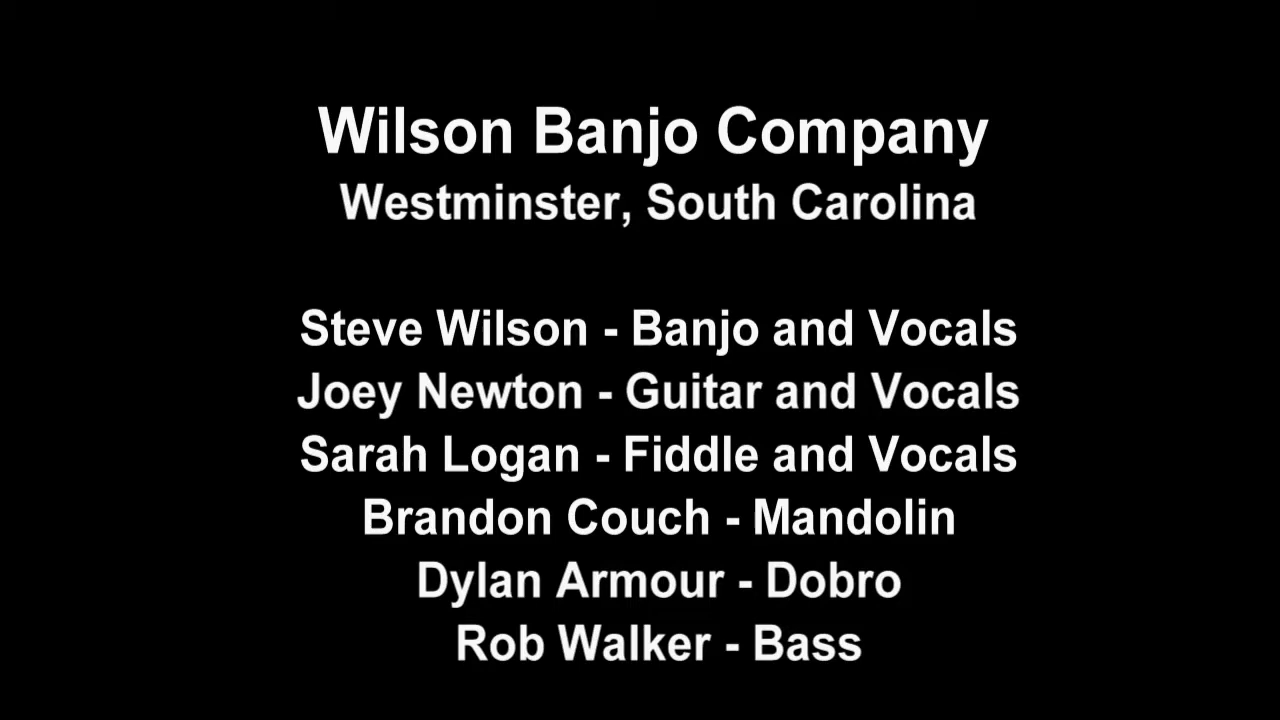 Wilson Banjo Company
Westminster, South Carolina
Steve Wilson - Banjo and Vocals
Joey Newton - Guitar and Vocals
Sarah Logan - Fiddle and Vocals
Brandon Couch - Mandolin
Dylan Armour - Dobro
Rob Walker - Bass